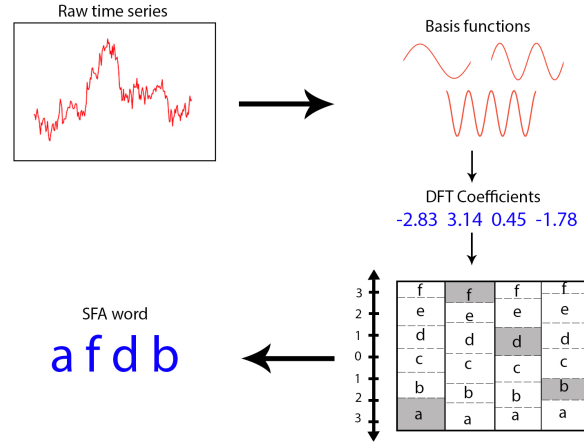 Raw time series
Basis functions
DFT Coefficients
-2.83 3.14 0.45 -1.78
SFA word
a f d b
3 f f f f
2 e e e e
1 d d d d
0 c c c c
1 b b b b
2 a a a a
3